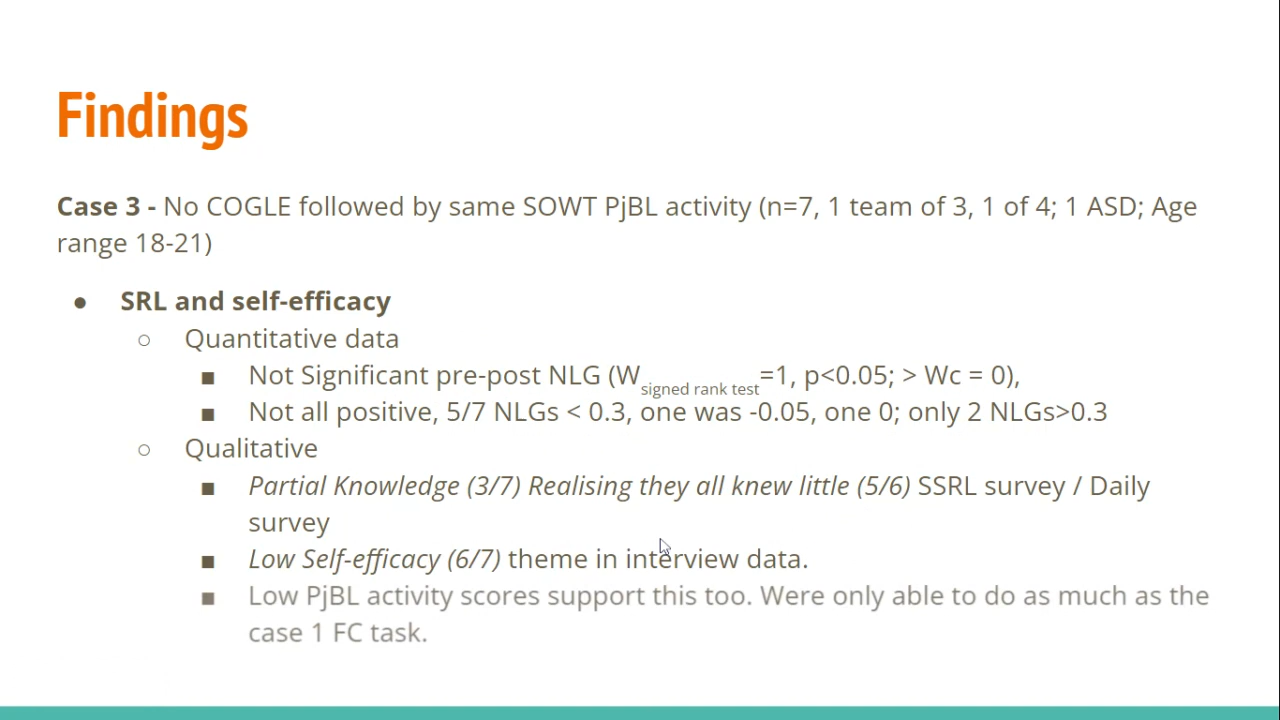 Findings
Case 3 - No COGLE followed by same SOWT PjBL activity (n=7, 1 team of 3, 1 of 4; 1 ASD; Age
range 18-21)
● SRL and self-efficacy
○ Quantitative data
■ Not Significant pre-post NLG (W signed rank test=1, p<0.05; > Wc = 0),
■ Not all positive, 5/7 NLGs < 0.3, one was -0.05, one 0; only 2 NLGs>0.3
○ Qualitative
■ Partial Knowledge (3/7) Realising they all knew little (5/6) SSRL survey / Daily
survey
■ Low Self-efficacy (6/7) theme in interview data.
■ Low PjBL activity scores support this too. Were only able to do as much as the
case 1 FC task.